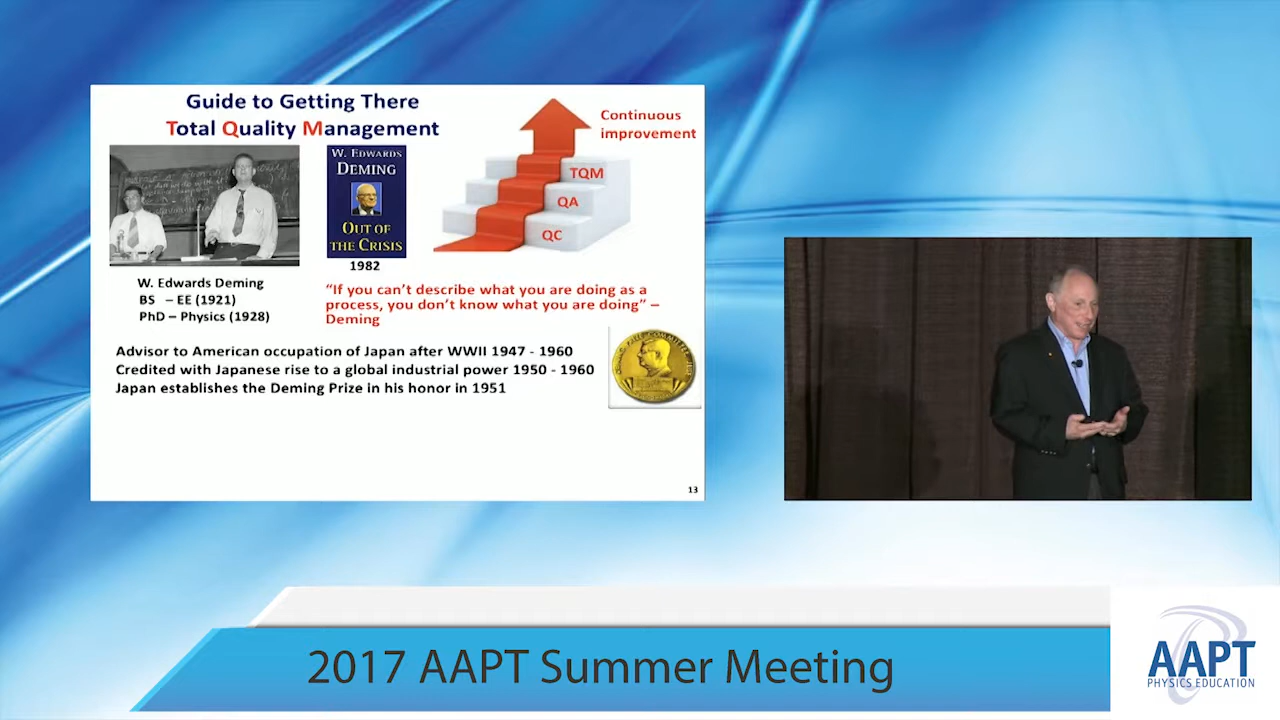 Guide to Getting There
Total Quality Management
Continuous
improvement
TQM
QA
QC
W. EDWARDS
DEMING
OUT OF
THE CRISIS
1982
W. Edwards Deming
BS – EE (1921)
PhD – Physics (1928)
“If you can’t describe what you are doing as a
process, you don’t know what you are doing” –
Deming
Advisor to American occupation of Japan after WWII 1947 - 1960
Credited with Japanese rise to a global industrial power 1950 - 1960
Japan establishes the Deming Prize in his honor in 1951
13
2017 AAPT Summer Meeting
AAPT
PHYSICS EDUCATION